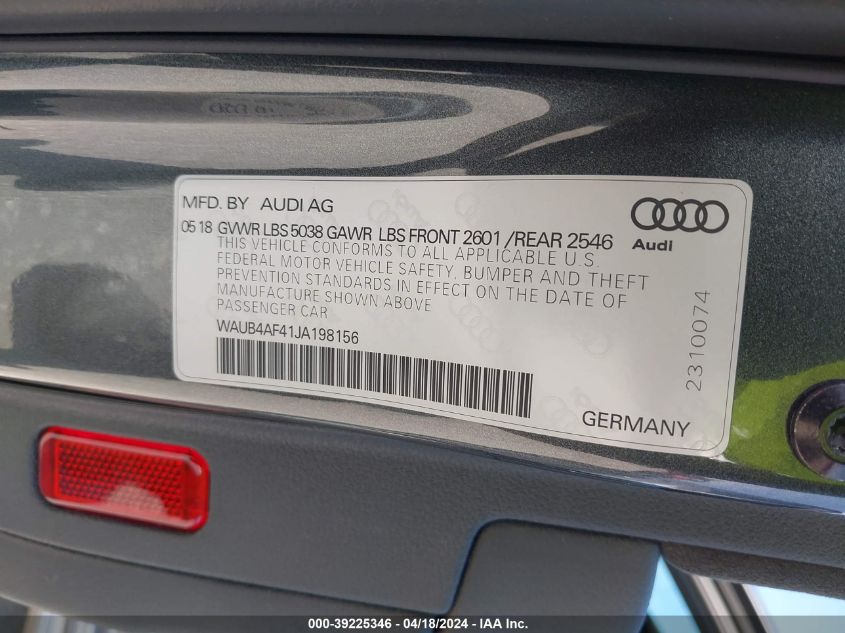 MFD. BY AUDI AG
0518 GVWR LBS 5038 GAWR LBS FRONT 2601 /REAR 2546
THIS VEHICLE CONFORMS TO ALL APPLICABLE U.S.
FEDERAL MOTOR VEHICLE SAFETY, BUMPER AND THEFT
PREVENTION STANDARDS IN EFFECT ON THE DATE OF
MANUFACTURE SHOWN ABOVE
PASSENGER CAR
WAUB4AF41JA198156
Audi
2310074
GERMANY
000-39225346 - 04/18/2024 - IAA Inc.